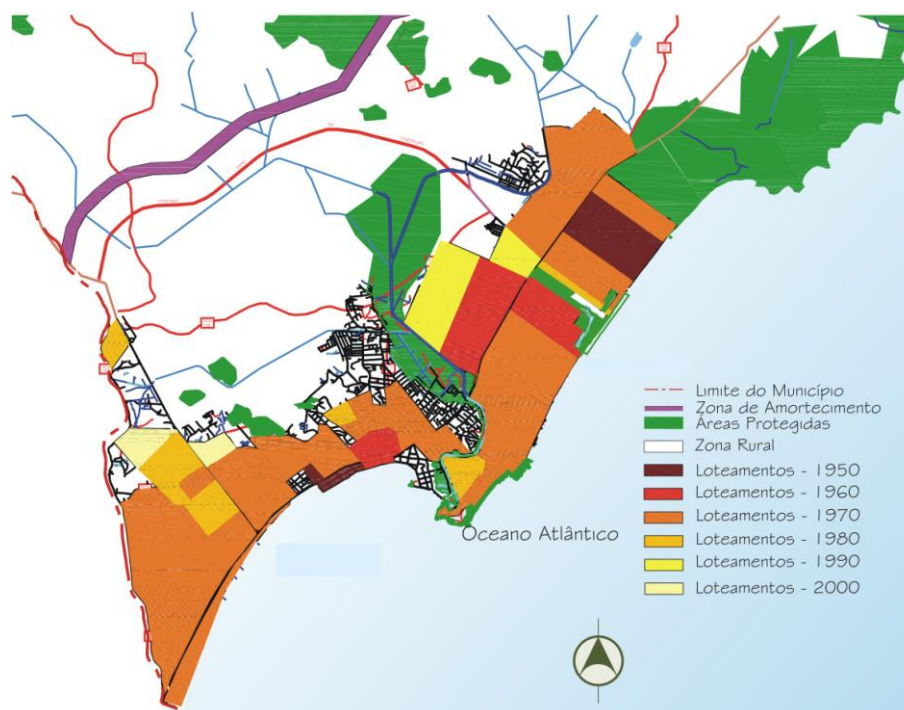 Limite do Município
Zona de Amortecimento
Áreas Protegidas
Zona Rural
Loteamentos - 1950
Loteamentos - 1960
Loteamentos - 1970
Loteamentos - 1980
Loteamentos - 1990
Loteamentos - 2000
Oceano Atlântico